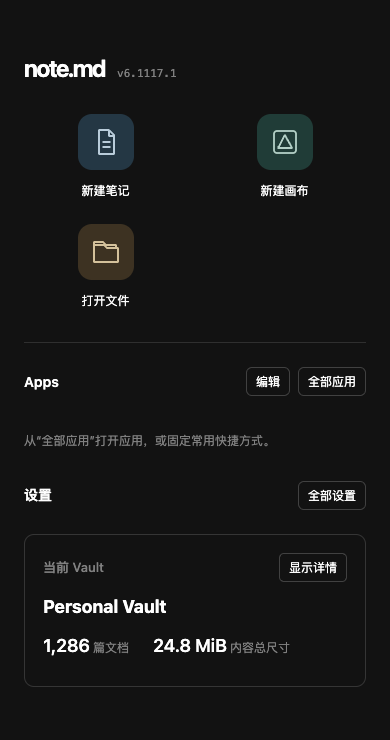 note.md v6.1117.1
新建笔记
新建画布
打开文件
Apps
编辑
全部应用
从“全部应用”打开应用，或固定常用快捷方式。
设置
全部设置
当前 Vault
显示详情
Personal Vault
1,286 篇文档 24.8 MiB 内容总尺寸